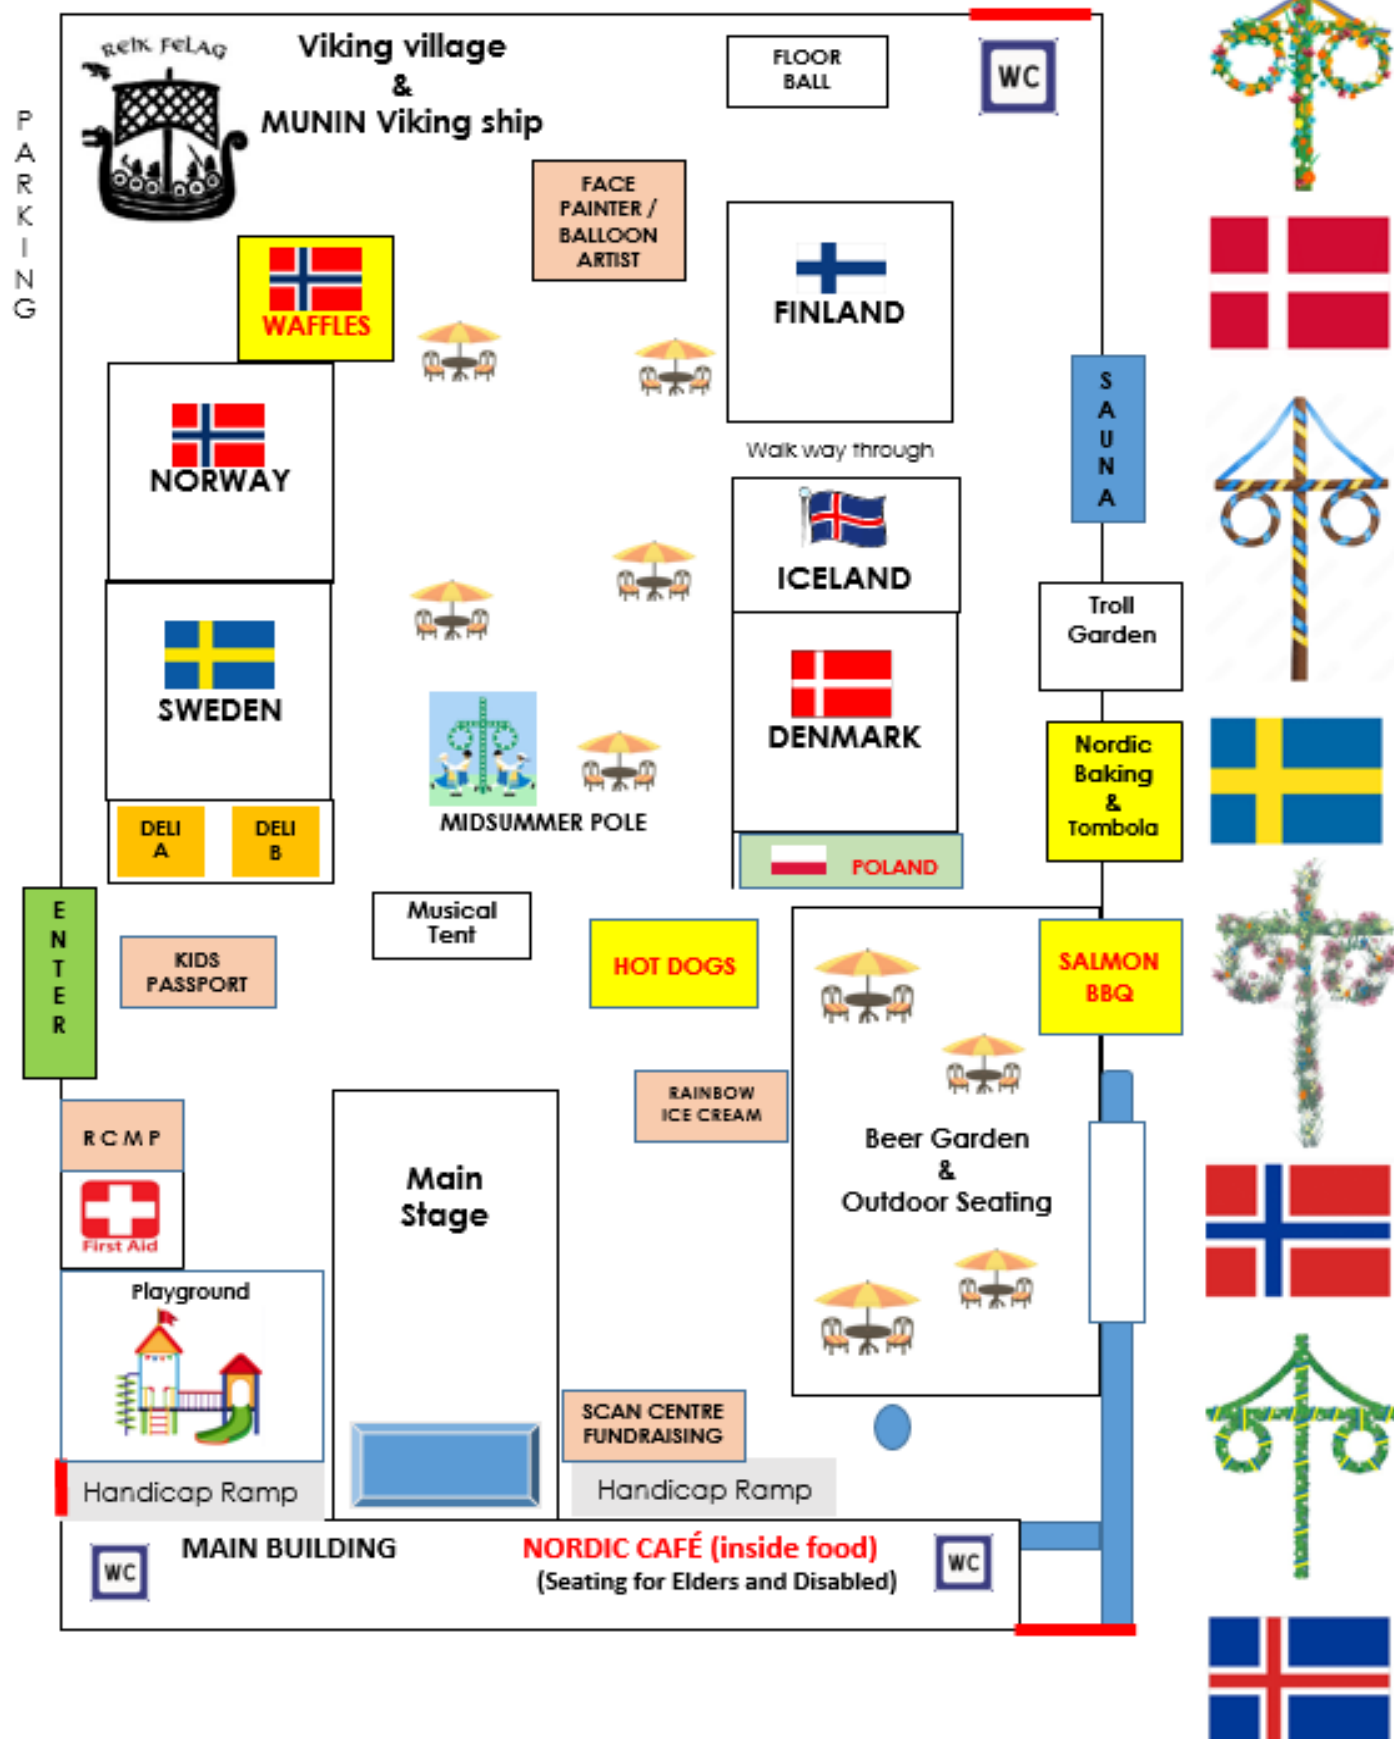 REIK FELAG
Viking village
&
MUNIN Viking ship
FLOOR
BALL
WC
P
A
R
K
I
N
G
FACE
PAINTER /
BALLOON
ARTIST
WAFFLES
FINLAND
S
A
U
N
A
NORWAY
Walk way through
ICELAND
Troll
Garden
SWEDEN
DENMARK
Nordic
Baking
&
Tombola
MIDSUMMER POLE
DELI
A
DELI
B
POLAND
E
N
T
E
R
Musical
Tent
KIDS
PASSPORT
HOT DOGS
SALMON
BBQ
RAINBOW
ICE CREAM
R C M P
First Aid
Main
Stage
Beer Garden
&
Outdoor Seating
Playground
SCAN CENTRE
FUNDRAISING
Handicap Ramp
Handicap Ramp
MAIN BUILDING
NORDIC CAFÉ (inside food)
(Seating for Elders and Disabled)
WC
WC